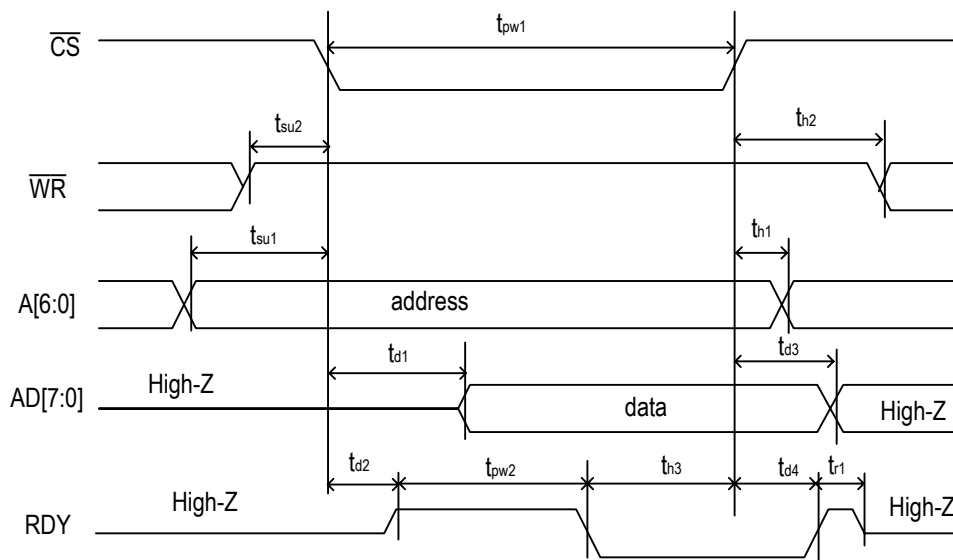 tpw1
CS
tsu2
th2
WR
tsu1
th1
A[6:0]
address
td1
td3
High-Z
AD[7:0]
data
High-Z
td2
tpw2
th3
td4
tr1
High-Z
High-Z
RDY